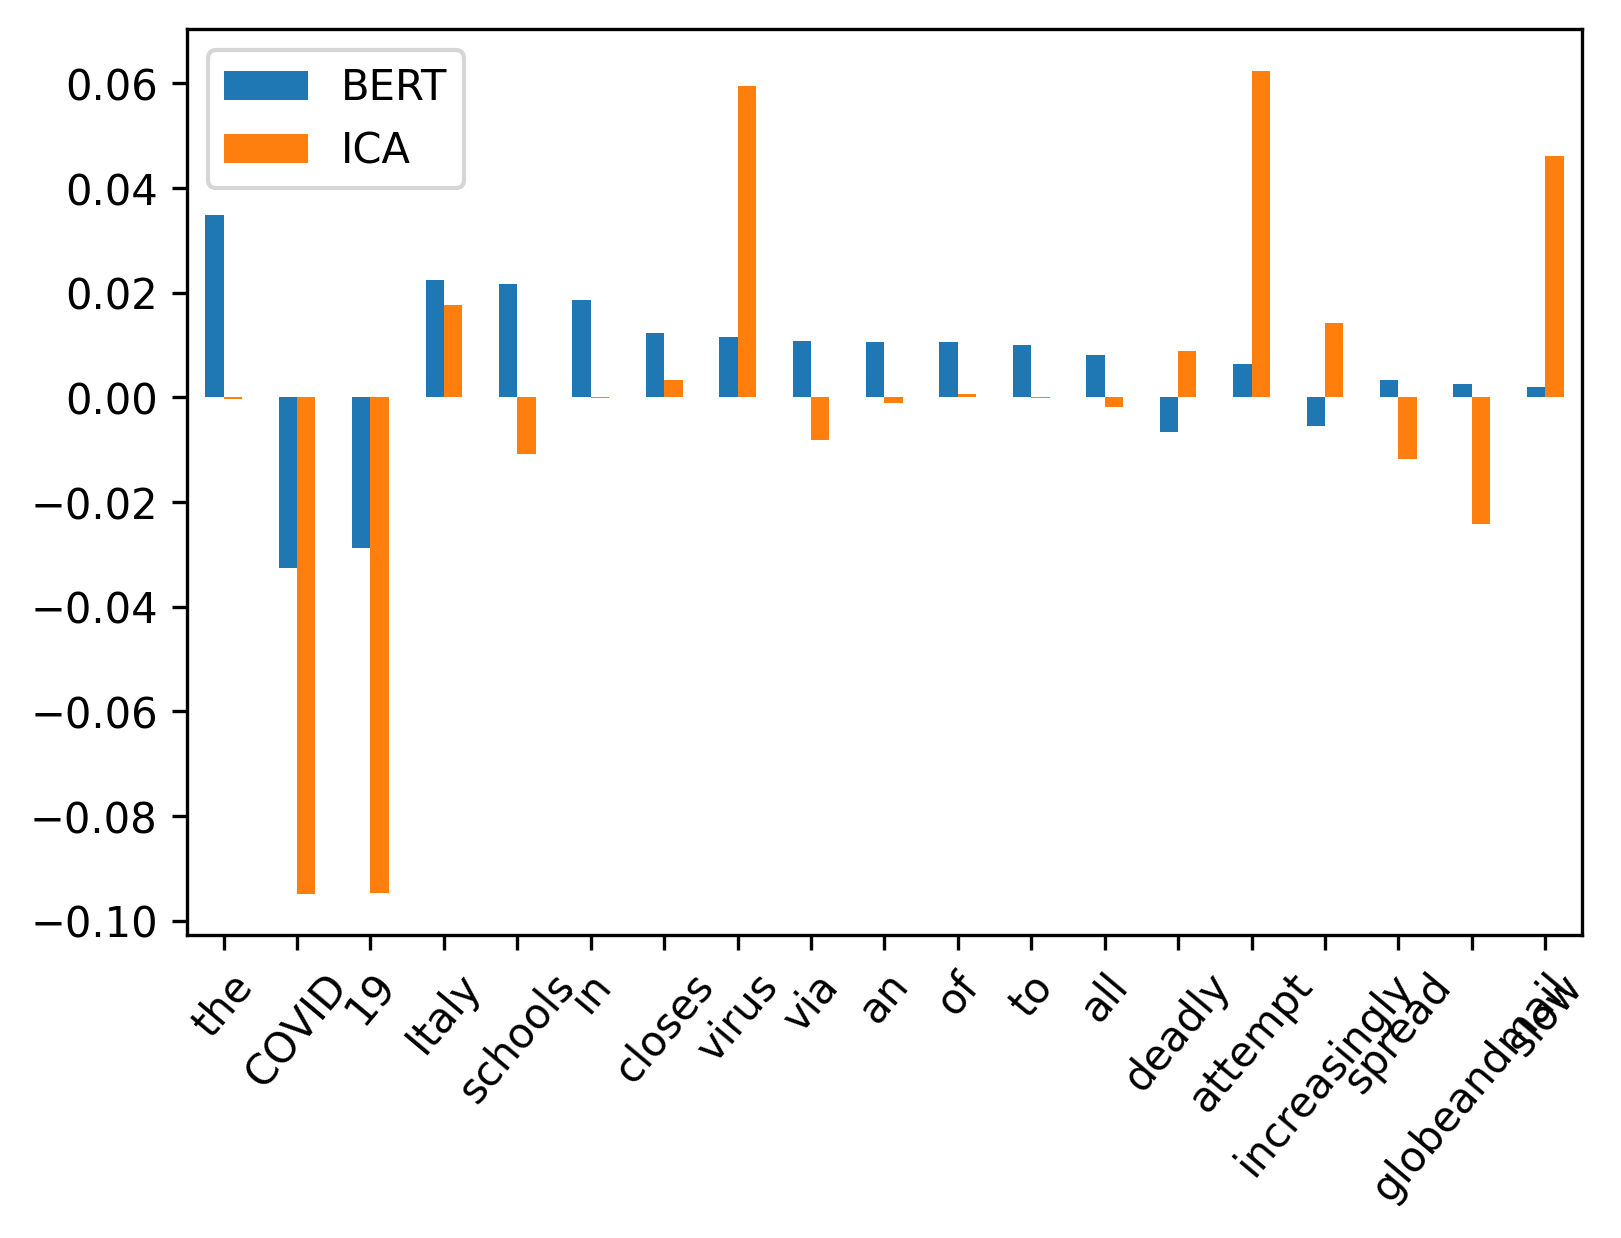 BERT
ICA
0.06
0.04
0.02
0.00
−0.02
−0.04
−0.06
−0.08
−0.10
the
COVID
19
Italy
schools
in
closes
virus
via
an
of
to
all
deadly
attempt
increasingly
spread
globeandmail
slow